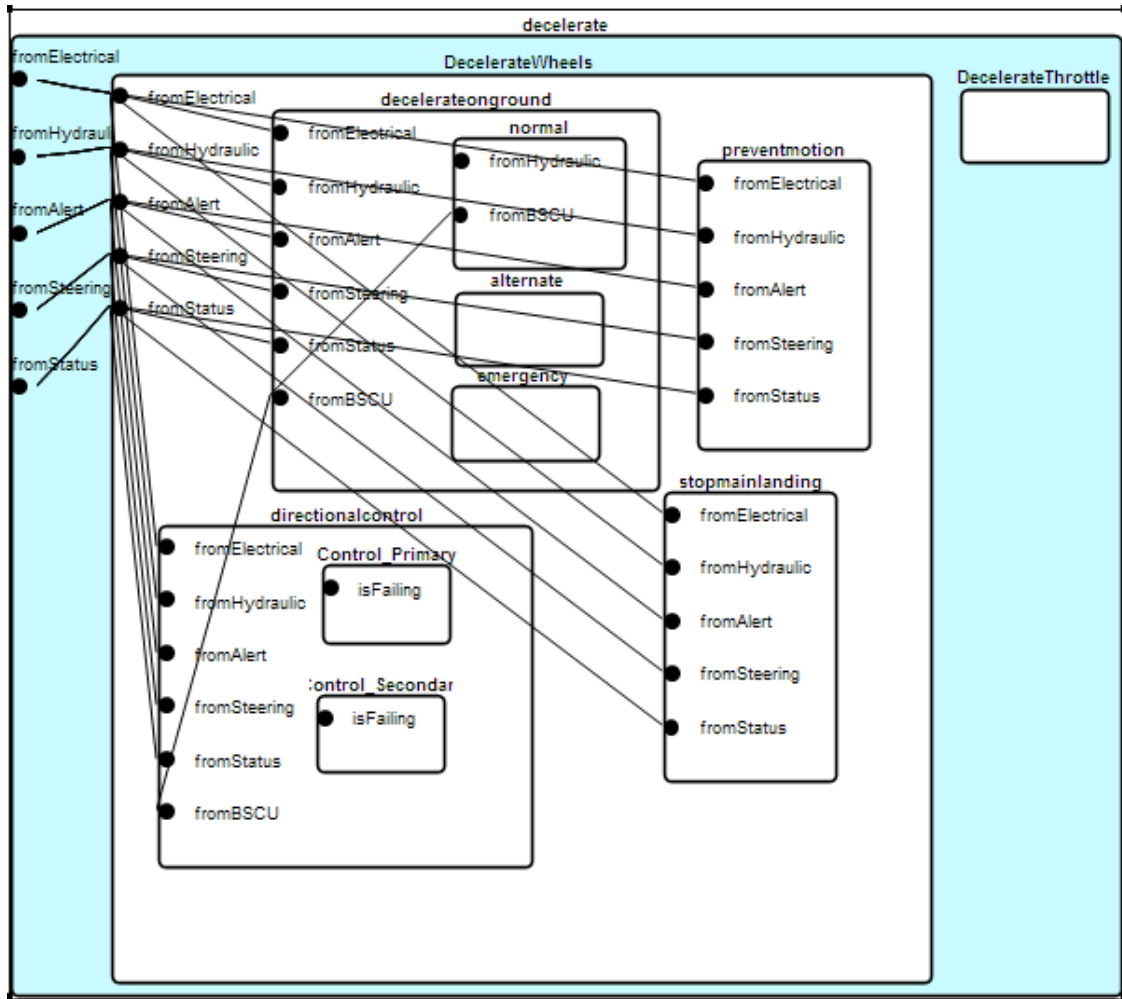 decelerate
fromElectrical
fromHydrauli
fromAlert
fromSteering
fromStatus
DecelerateWheels
fromElectrical
fromHydraulic
fromAlert
fromSteering
fromStatus
decelerateonground
fromElectrical
fromHydraulic
fromAlert
fromSteering
fromStatus
fromBSCU
normal
fromHydraulic
fromBSCU
alternate
emergency
preventmotion
fromElectrical
fromHydraulic
fromAlert
fromSteering
fromStatus
directionalcontrol
fromElectrical
fromHydraulic
fromAlert
fromSteering
fromStatus
fromBSCU
Control_Primary
isFailing
Control_Secondar
isFailing
stopmainlanding
fromElectrical
fromHydraulic
fromAlert
fromSteering
fromStatus
DecelerateThrottle